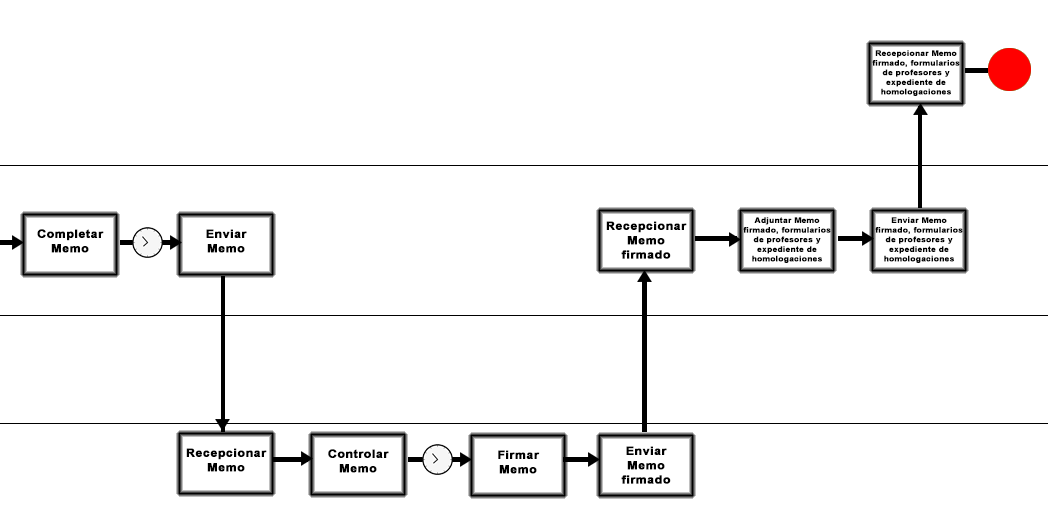 Recepcionar Memo
firmado, formularios
de profesores y
expediente de
homologaciones
Completar
Memo
Enviar
Memo
Recepcionar
Memo
firmado
Adjuntar Memo
firmado, formularios
de profesores y
expediente de
homologaciones
Enviar Memo
firmado, formularios
de profesores y
expediente de
homologaciones
Recepcionar
Memo
Controlar
Memo
Firmar
Memo
Enviar
Memo
firmado